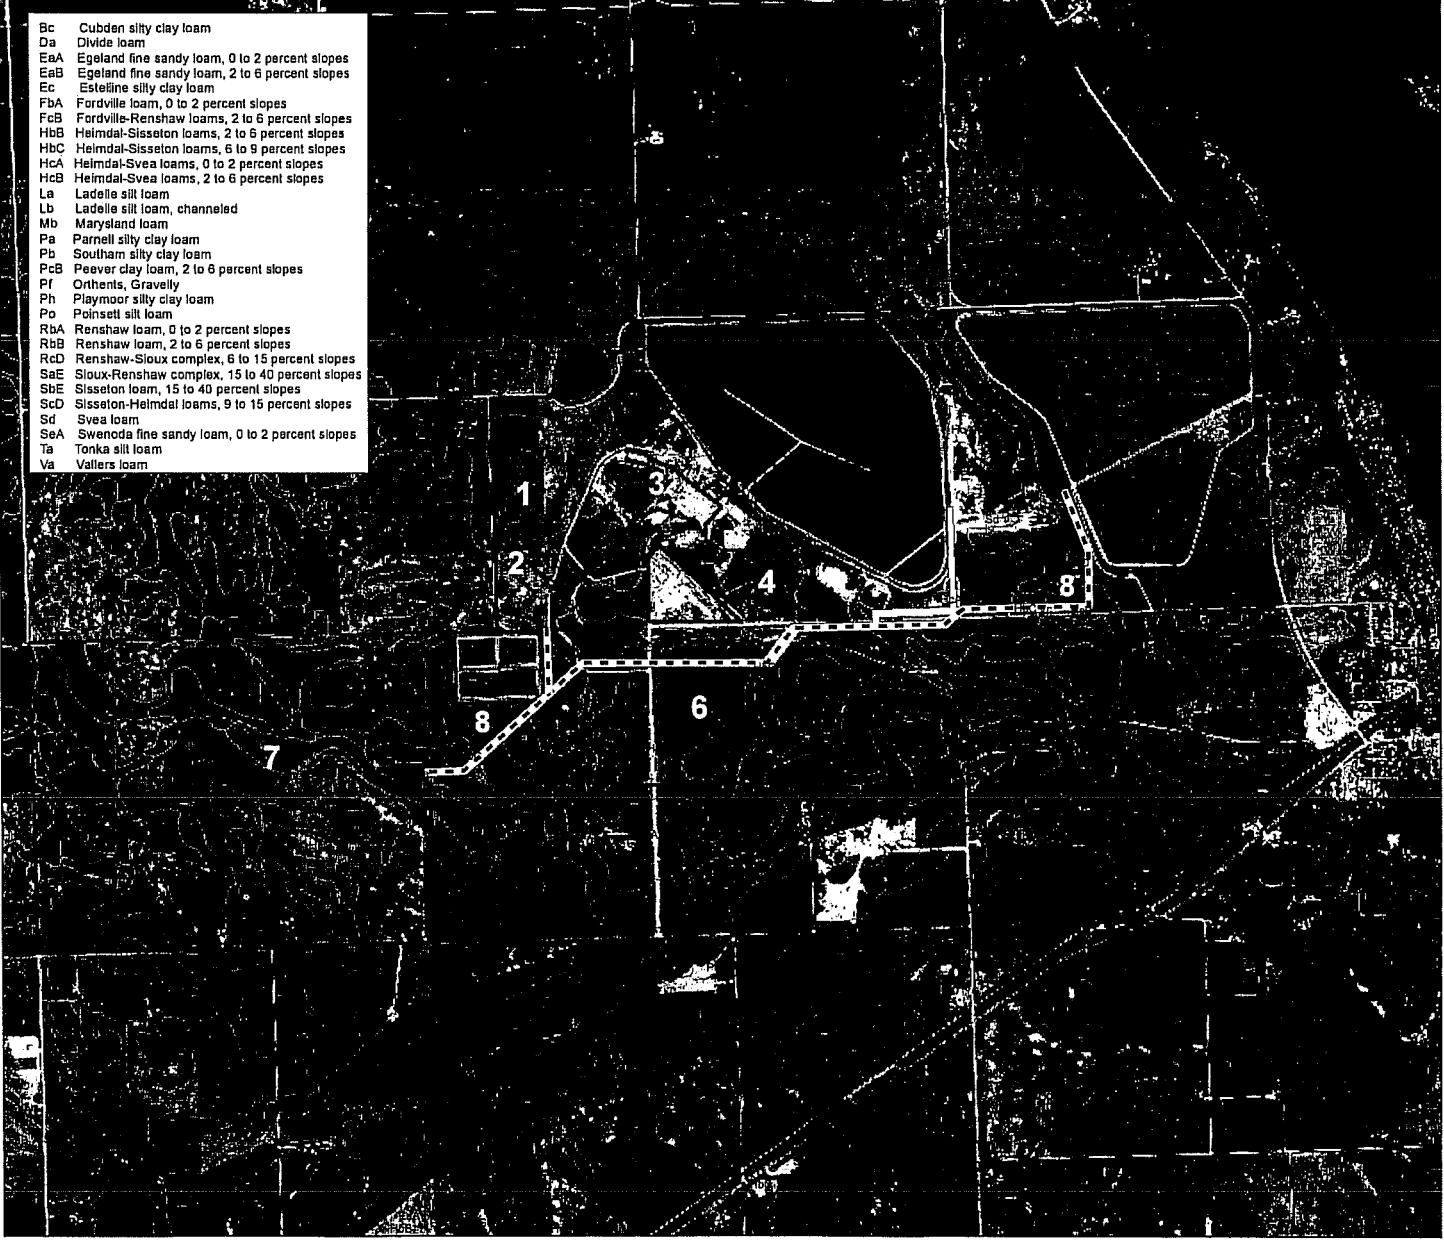 Bc Cubden silty clay loam
Da Divide loam
EaA Egeland fine sandy loam, 0 to 2 percent slopes
EaB Egeland fine sandy loam, 2 to 6 percent slopes
Ec Estelline silty clay loam
FbA Fordville loam, 0 to 2 percent slopes
FcB Fordville-Renshaw loams, 2 to 6 percent slopes
HbB Heimdal-Sisseton loams, 2 to 6 percent slopes
HbC Heimdal-Sisseton loams, 6 to 9 percent slopes
HcA Heimdal-Svea loams, 0 to 2 percent slopes
HcB Heimdal-Svea loams, 2 to 6 percent slopes
La Ladelle silt loam
Lb Ladelle silt loam, channeled
Mb Marysland loam
Pa Parnell silty clay loam
Pb Southam silty clay loam
PcB Peever clay loam, 2 to 6 percent slopes
Pf Orthents, Gravelly
Ph Playmoor silty clay loam
Po Poinsett silt loam
RbA Renshaw loam, 0 to 2 percent slopes
RbB Renshaw loam, 2 to 6 percent slopes
RcD Renshaw-Sioux complex, 6 to 15 percent slopes
SaE Sioux-Renshaw complex, 15 to 40 percent slopes
SbE Sisseton loam, 15 to 40 percent slopes
ScD Sisseton-Heimdal loams, 9 to 15 percent slopes
Sd Svea loam
SeA Swenoda fine sandy loam, 0 to 2 percent slopes
Ta Tonka silt loam
Va Vallers loam
1
3
2
4
8
6
8
7